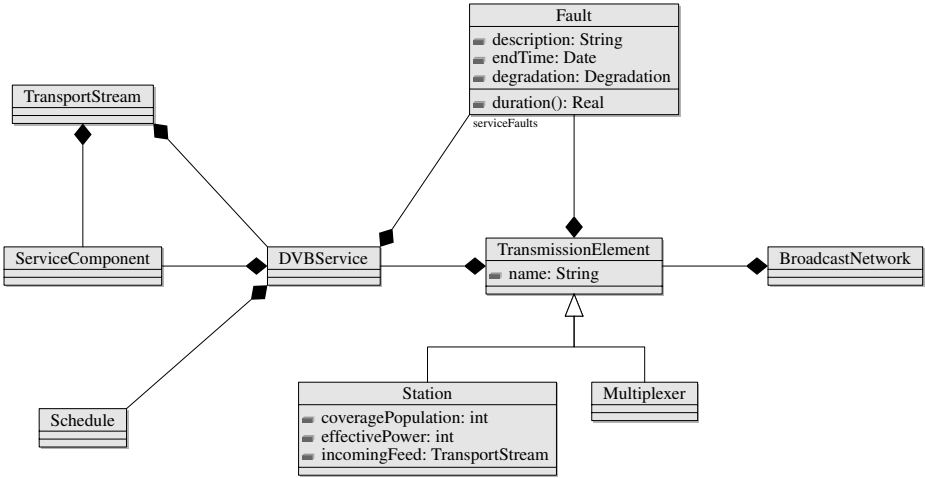 Fault
description: String
endTime: Date
degradation: Degradation
duration(): Real
serviceFaults
TransportStream
ServiceComponent
DVBService
TransmissionElement
name: String
BroadcastNetwork
Station
coveragePopulation: int
effectivePower: int
incomingFeed: TransportStream
Multiplexer
Schedule